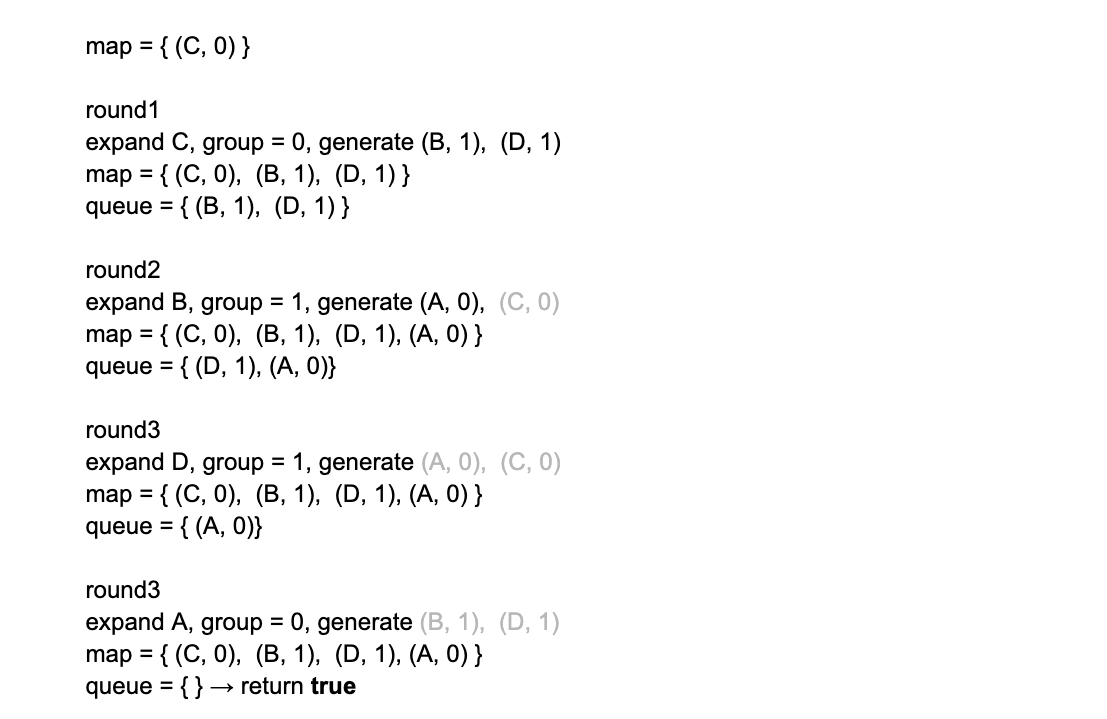 map = { (C, 0) }
round1
expand C, group = 0, generate (B, 1),  (D, 1)
map = { (C, 0),  (B, 1),  (D, 1) }
queue = { (B, 1),  (D, 1) }
round2
expand B, group = 1, generate (A, 0),  (C, 0)
map = { (C, 0),  (B, 1),  (D, 1), (A, 0) }
queue = { (D, 1), (A, 0)}
round3
expand D, group = 1, generate (A, 0),  (C, 0)
map = { (C, 0),  (B, 1),  (D, 1), (A, 0) }
queue = { (A, 0)}
round3
expand A, group = 0, generate (B, 1),  (D, 1)
map = { (C, 0),  (B, 1),  (D, 1), (A, 0) }
queue = { } → return true